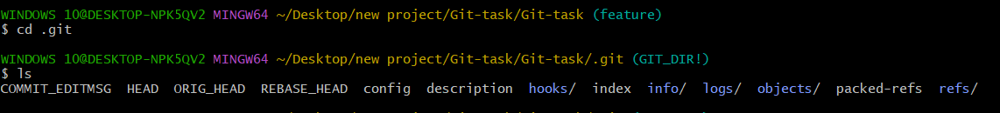 WINDOWS 10@DESKTOP-NPK5QV2 MINGW64 ~/Desktop/new project/Git-task/Git-task (feature)
$ cd .git
WINDOWS 10@DESKTOP-NPK5QV2 MINGW64 ~/Desktop/new project/Git-task/Git-task/.git (GIT_DIR!)
$ ls
COMMIT_EDITMSG  HEAD  ORIG_HEAD  REBASE_HEAD  config  description  hooks/  index  info/  logs/  objects/  packed-refs  refs/